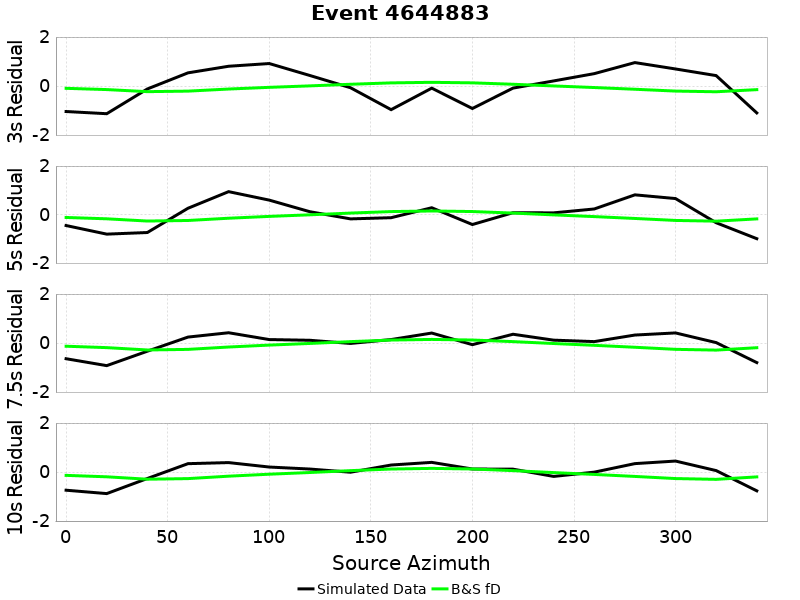 Event 4644883
3s Residual
2
0
-2
5s Residual
2
0
-2
7.5s Residual
2
0
-2
10s Residual
2
0
-2
0 50 100 150 200 250 300
Source Azimuth
Simulated Data B&S fD